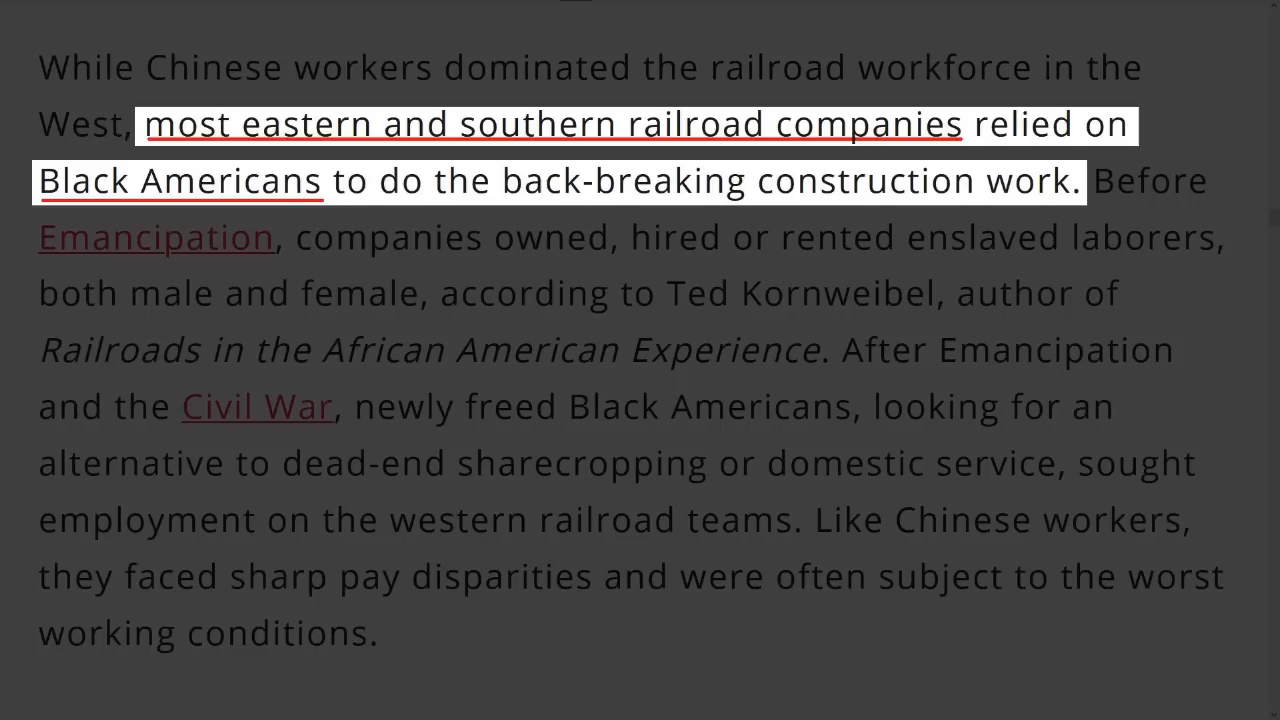 While Chinese workers dominated the railroad workforce in the
West, most eastern and southern railroad companies relied on
Black Americans to do the back-breaking construction work. Before
Emancipation, companies owned, hired or rented enslaved laborers,
both male and female, according to Ted Kornweibel, author of
Railroads in the African American Experience. After Emancipation
and the Civil War, newly freed Black Americans, looking for an
alternative to dead-end sharecropping or domestic service, sought
employment on the western railroad teams. Like Chinese workers,
they faced sharp pay disparities and were often subject to the worst
working conditions.